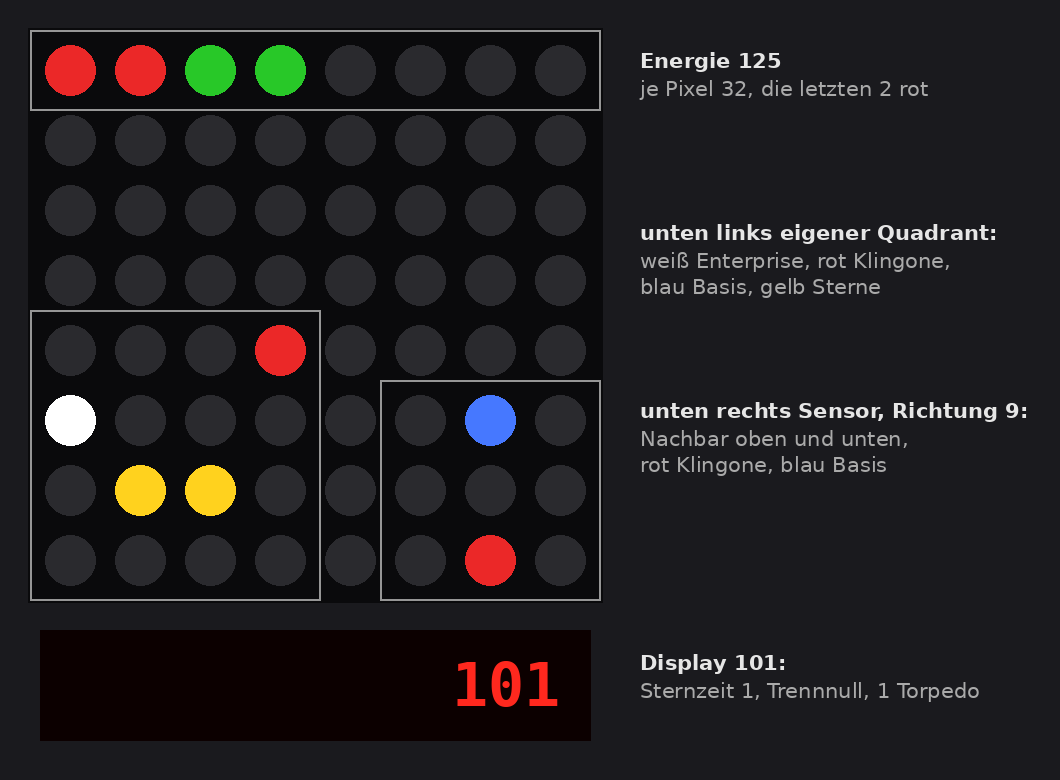 Energie 125
je Pixel 32, die letzten 2 rot
unten links eigener Quadrant:
weiß Enterprise, rot Klingone,
blau Basis, gelb Sterne
unten rechts Sensor, Richtung 9:
Nachbar oben und unten,
rot Klingone, blau Basis
101
Display 101:
Sternzeit 1, Trennnull, 1 Torpedo